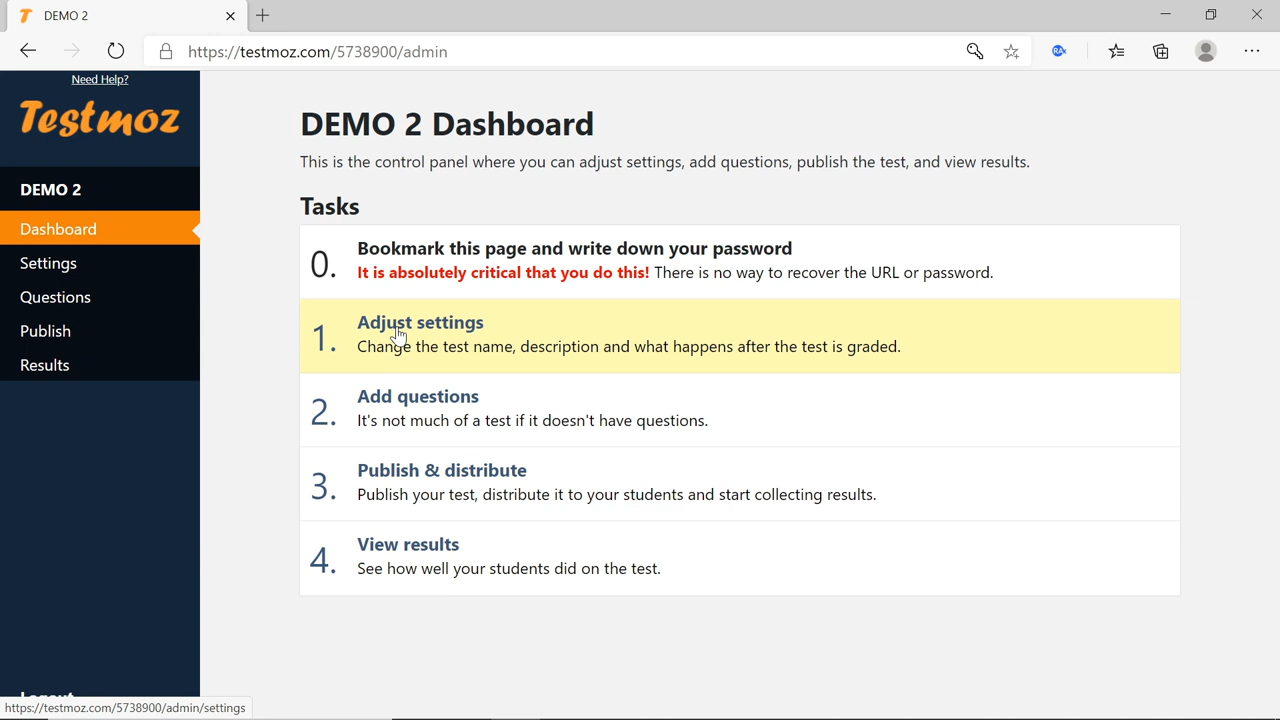 DEMO 2
https://testmoz.com/5738900/admin
Need Help?
Testmoz
DEMO 2
Dashboard
Settings
Questions
Publish
Results
Logout
https://testmoz.com/5738900/admin/settings
DEMO 2 Dashboard
This is the control panel where you can adjust settings, add questions, publish the test, and view results.
Tasks
0.
Bookmark this page and write down your password
It is absolutely critical that you do this! There is no way to recover the URL or password.
1.
Adjust settings
Change the test name, description and what happens after the test is graded.
2.
Add questions
It's not much of a test if it doesn't have questions.
3.
Publish & distribute
Publish your test, distribute it to your students and start collecting results.
4.
View results
See how well your students did on the test.